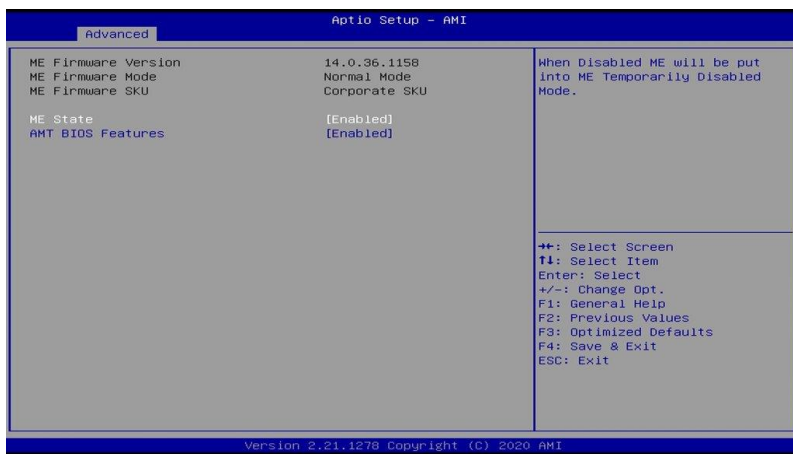 Aptio Setup - AMI
Advanced
ME Firmware Version 14.0.36.1158
ME Firmware Mode Normal Mode
ME Firmware SKU Corporate SKU
ME State [Enabled]
AMT BIOS Features [Enabled]
When Disabled ME will be put
into ME Temporarily Disabled
Mode.
→←: Select Screen
↑↓: Select Item
Enter: Select
+/-: Change Opt.
F1: General Help
F2: Previous Values
F3: Optimized Defaults
F4: Save & Exit
ESC: Exit
Version 2.21.1278 Copyright (C) 2020 AMI